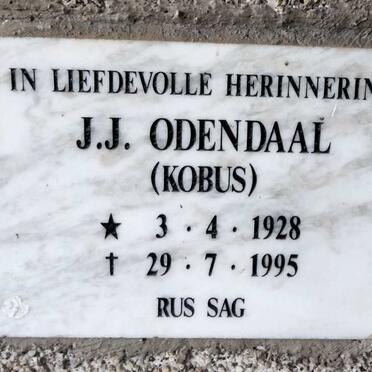 IN LIEFDEVOLLE HERINNERIN
J.J. ODENDAAL
(KOBUS)
★ 3 · 4 · 1928
† 29 · 7 · 1995
RUS SAG